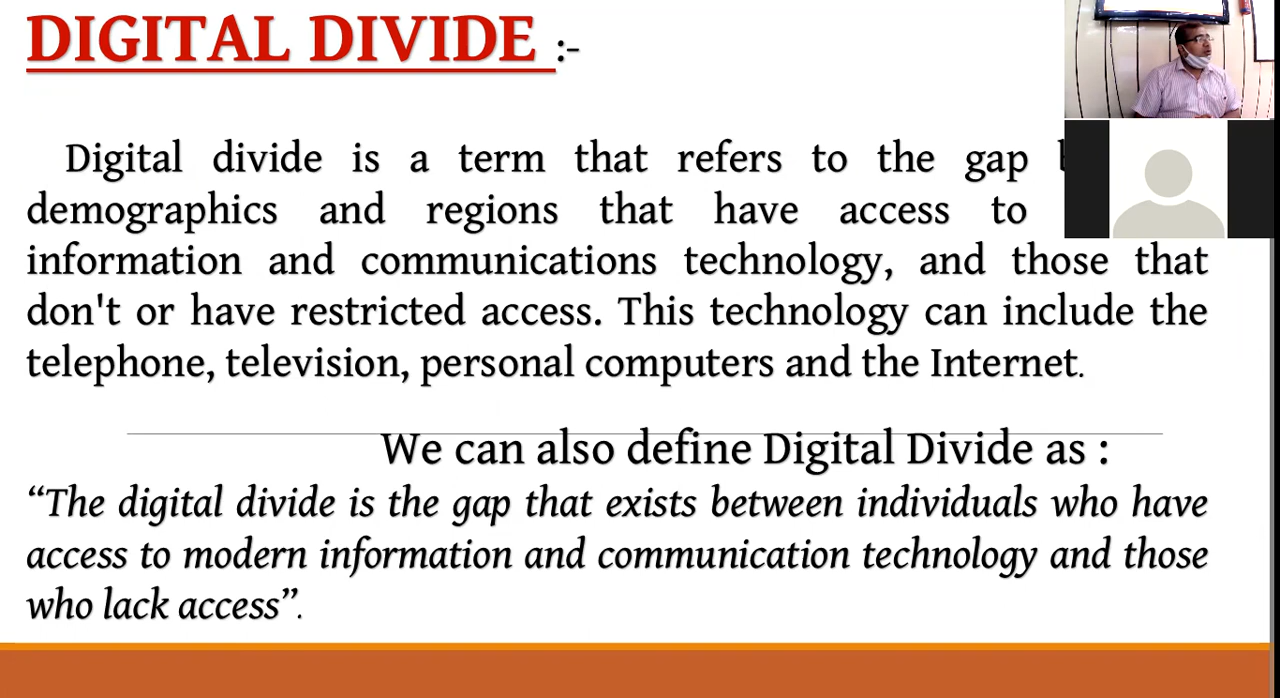 DIGITAL DIVIDE :-
Digital divide is a term that refers to the gap
demographics and regions that have access to
information and communications technology, and those that
don't or have restricted access. This technology can include the
telephone, television, personal computers and the Internet.
We can also define Digital Divide as :
“The digital divide is the gap that exists between individuals who have
access to modern information and communication technology and those
who lack access”.